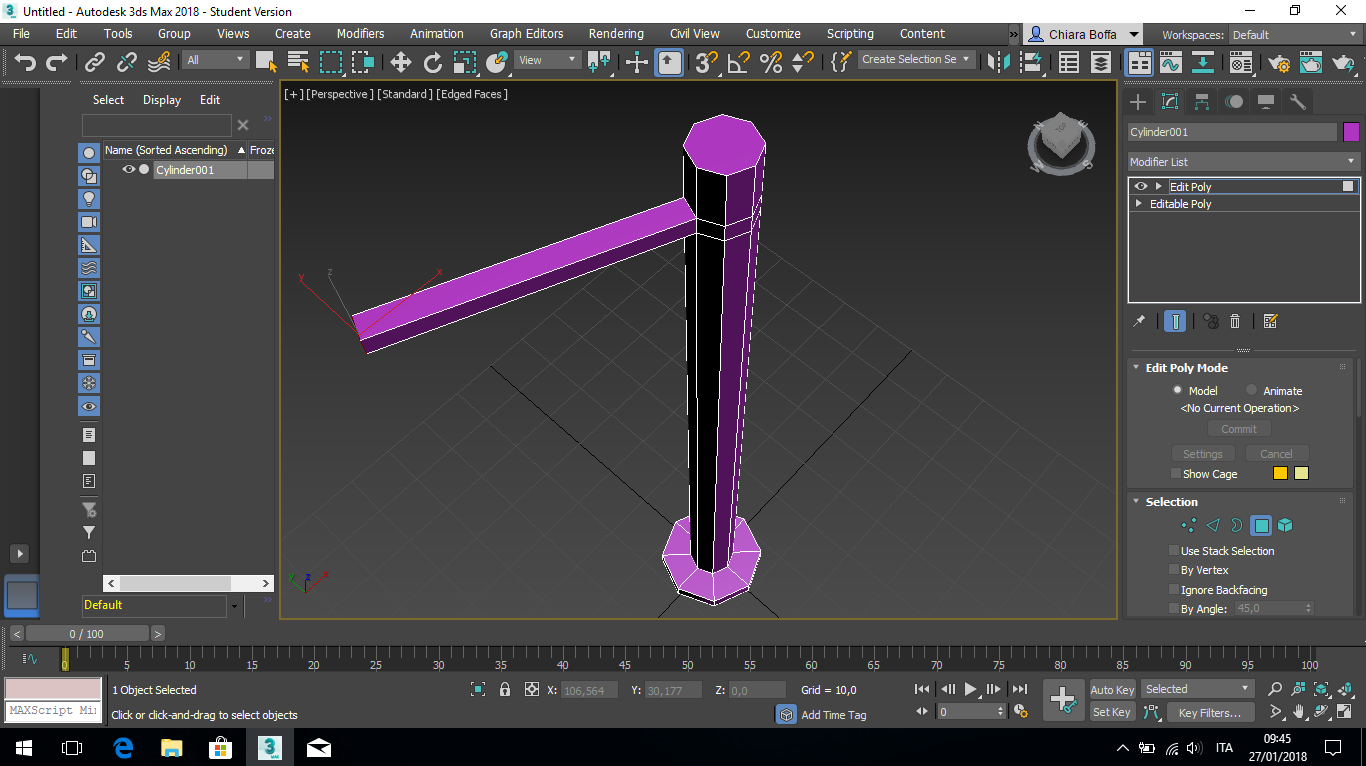 Untitled - Autodesk 3ds Max 2018 - Student Version
File Edit Tools Group Views Create Modifiers Animation Graph Editors Rendering Civil View Customize Scripting Content » Chiara Boffa Workspaces: Default
All View 3 Create Selection Se
Select Display Edit
[+] [Perspective ] [Standard ] [Edged Faces ]
Name (Sorted Ascending) ▲ Froze
Cylinder001
Cylinder001
Modifier List
Edit Poly
Editable Poly
Edit Poly Mode
Model Animate
<No Current Operation>
Commit
Settings Cancel
Show Cage
Selection
Use Stack Selection
By Vertex
Ignore Backfacing
By Angle: 45,0
N E W S
TOP
x y z
x y z
Default
0 / 100
0 5 10 15 20 25 30 35 40 45 50 55 60 65 70 75 80 85 90 95 100
1 Object Selected X: 106,564 Y: 30,177 Z: 0,0 Grid = 10,0 Auto Key Selected
MAXScript Mi Click or click-and-drag to select objects Add Time Tag 0 Set Key Key Filters...
3 MAX ITA 09:45
27/01/2018